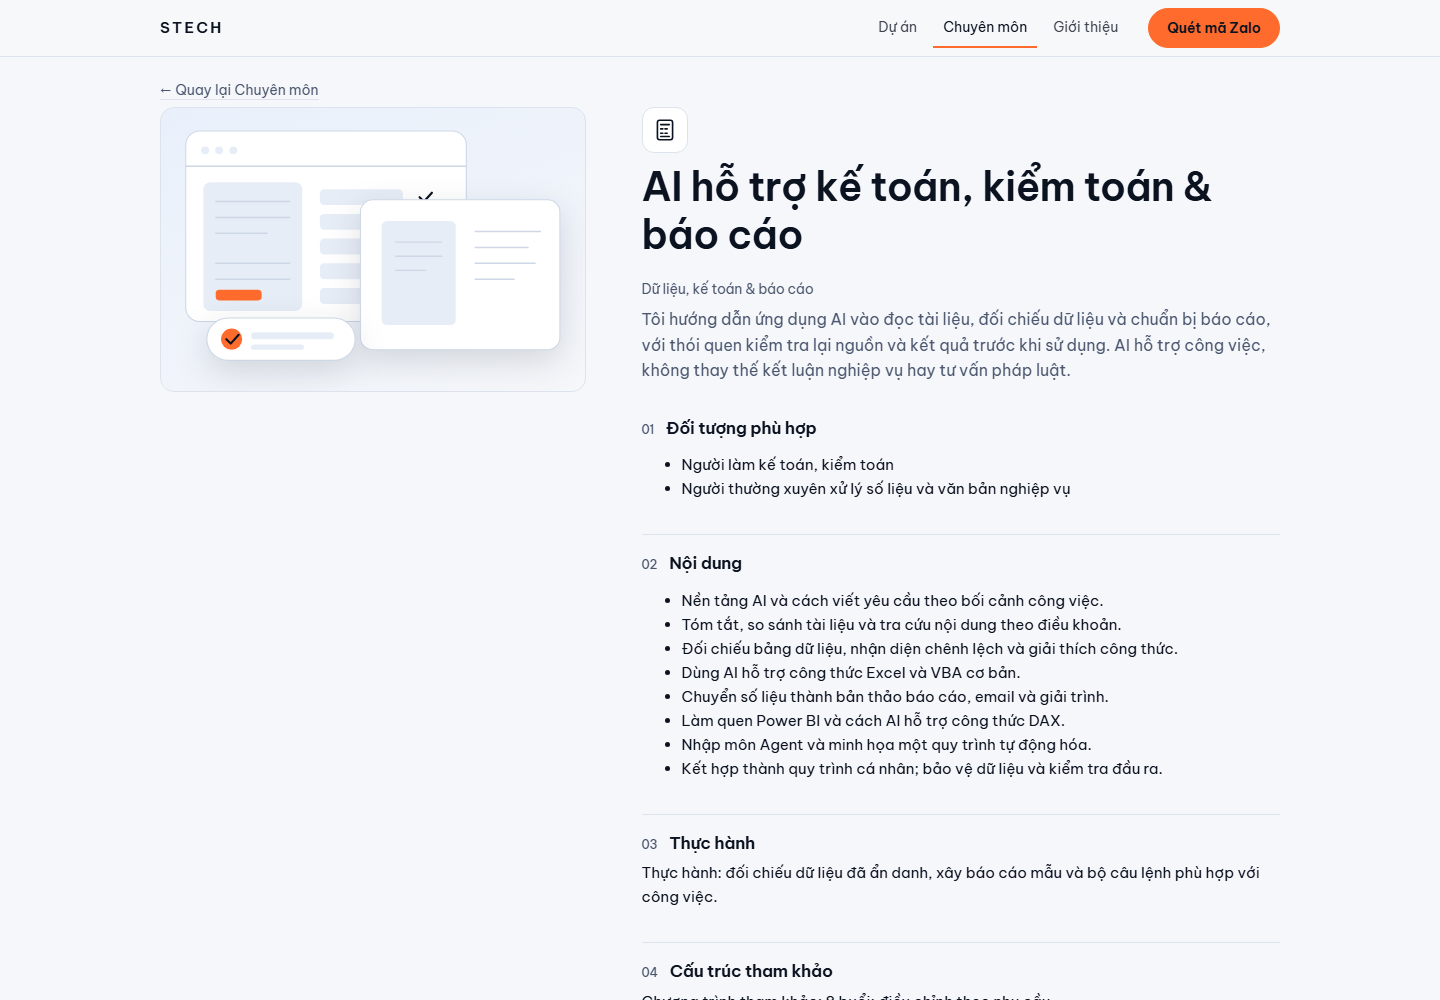 STECH
Dự án
Chuyên môn
Giới thiệu
Quét mã Zalo
← Quay lại Chuyên môn
AI hỗ trợ kế toán, kiểm toán &
báo cáo
Dữ liệu, kế toán & báo cáo
Tôi hướng dẫn ứng dụng AI vào đọc tài liệu, đối chiếu dữ liệu và chuẩn bị báo cáo,
với thói quen kiểm tra lại nguồn và kết quả trước khi sử dụng. AI hỗ trợ công việc,
không thay thế kết luận nghiệp vụ hay tư vấn pháp luật.
01 Đối tượng phù hợp
• Người làm kế toán, kiểm toán
• Người thường xuyên xử lý số liệu và văn bản nghiệp vụ
02 Nội dung
• Nền tảng AI và cách viết yêu cầu theo bối cảnh công việc.
• Tóm tắt, so sánh tài liệu và tra cứu nội dung theo điều khoản.
• Đối chiếu bảng dữ liệu, nhận diện chênh lệch và giải thích công thức.
• Dùng AI hỗ trợ công thức Excel và VBA cơ bản.
• Chuyển số liệu thành bản thảo báo cáo, email và giải trình.
• Làm quen Power BI và cách AI hỗ trợ công thức DAX.
• Nhập môn Agent và minh họa một quy trình tự động hóa.
• Kết hợp thành quy trình cá nhân; bảo vệ dữ liệu và kiểm tra đầu ra.
03 Thực hành
Thực hành: đối chiếu dữ liệu đã ẩn danh, xây báo cáo mẫu và bộ câu lệnh phù hợp với
công việc.
04 Cấu trúc tham khảo
Chương trình tham khảo: 8 buổi; điều chỉnh theo nhu cầu.